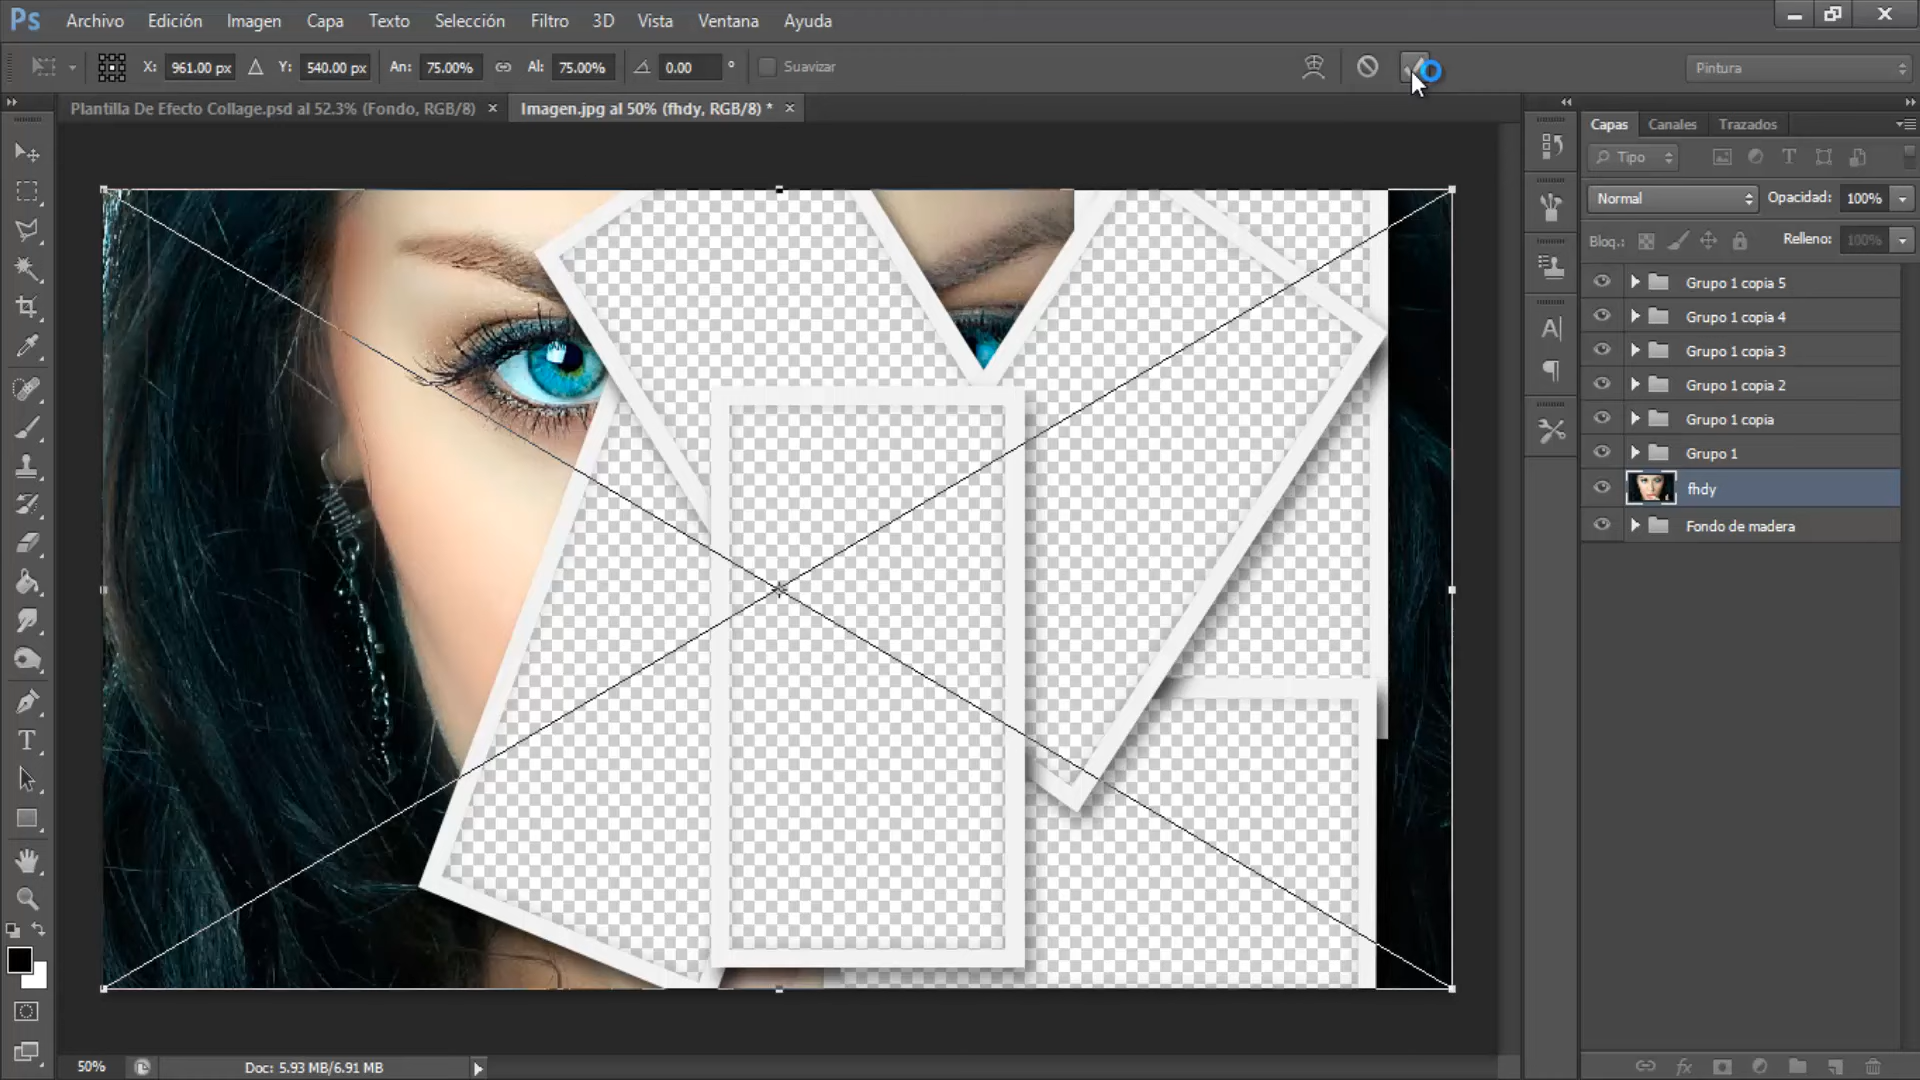 Ps Archivo Edición Imagen Capa Texto Selección Filtro 3D Vista Ventana Ayuda
X: 961.00 px Y: 540.00 px An: 75.00% Al: 75.00% 0.00 ° Suavizar Pintura
Plantilla De Efecto Collage.psd al 52.3% (Fondo, RGB/8) × Imagen.jpg al 50% (fhdy, RGB/8) * ×
Capas Canales Trazados
Tipo
Normal Opacidad: 100%
Bloq.: Relleno: 100%
Grupo 1 copia 5
Grupo 1 copia 4
Grupo 1 copia 3
Grupo 1 copia 2
Grupo 1 copia
Grupo 1
fhdy
Fondo de madera
50% Doc: 5.93 MB/6.91 MB